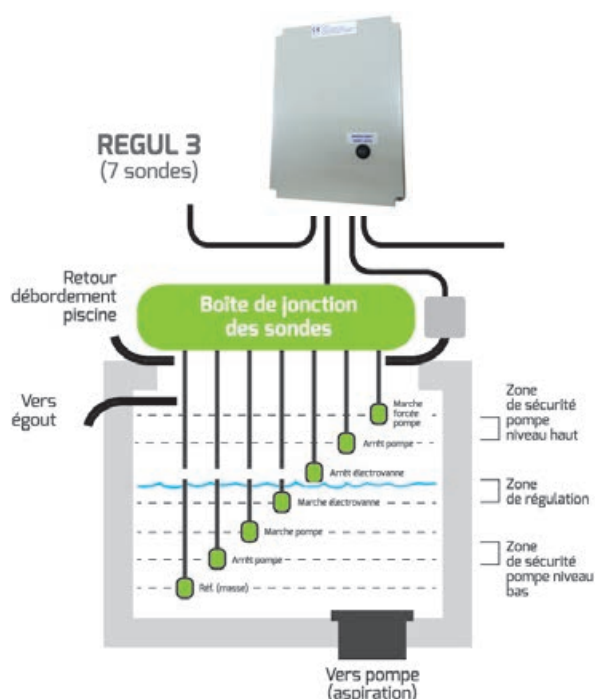 REGUL 3
(7 sondes)
Retour
débordement
piscine
Boîte de jonction
des sondes
Vers
égout
Marche
forcée
pompe
Arrêt pompe
Arrêt électrovanne
Marche électrovanne
Marche pompe
Arrêt pompe
Réf. (masse)
Zone
de sécurité
pompe
niveau haut
Zone
de régulation
Zone
de sécurité
pompe niveau
bas
Vers pompe
(aspiration)